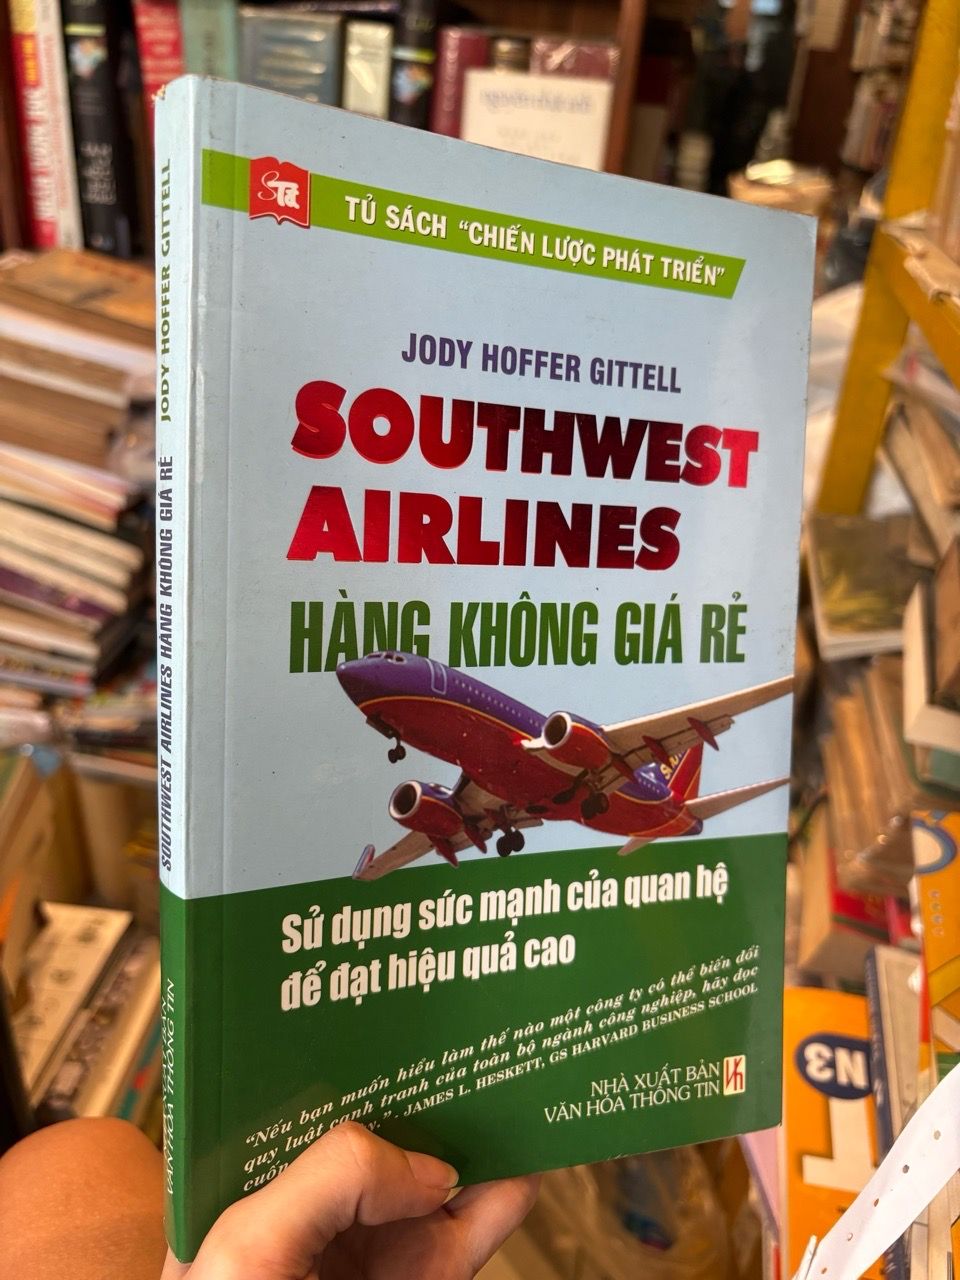 TỦ SÁCH "CHIẾN LƯỢC PHÁT TRIỂN"
JODY HOFFER GITTELL
SOUTHWEST
AIRLINES
HÀNG KHÔNG GIÁ RẺ
Sử dụng sức mạnh của quan hệ
để đạt hiệu quả cao
"Nếu bạn muốn hiểu làm thế nào một công ty có thể biến đổi
quy luật cạnh tranh của toàn bộ ngành công nghiệp, hãy đọc
cuốn ." - JAMES L. HESKETT, GS HARVARD BUSINESS SCHOOL
NHÀ XUẤT BẢN
VĂN HÓA THÔNG TIN
SOUTHWEST AIRLINES HÀNG KHÔNG GIÁ RẺ JODY HOFFER GITTELL
VĂN HÓA THÔNG TIN
N3